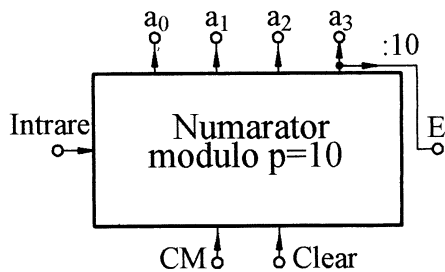 a0 a1 a2 a3
:10
Intrare
Numarator
modulo p=10
E
CM Clear